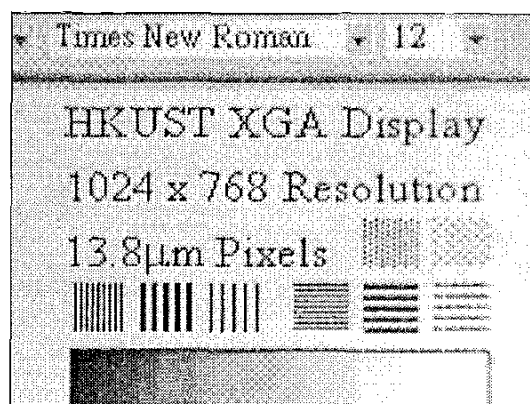 Times New Roman 12
HKUST XGA Display
1024 x 768 Resolution
13.8µm Pixels